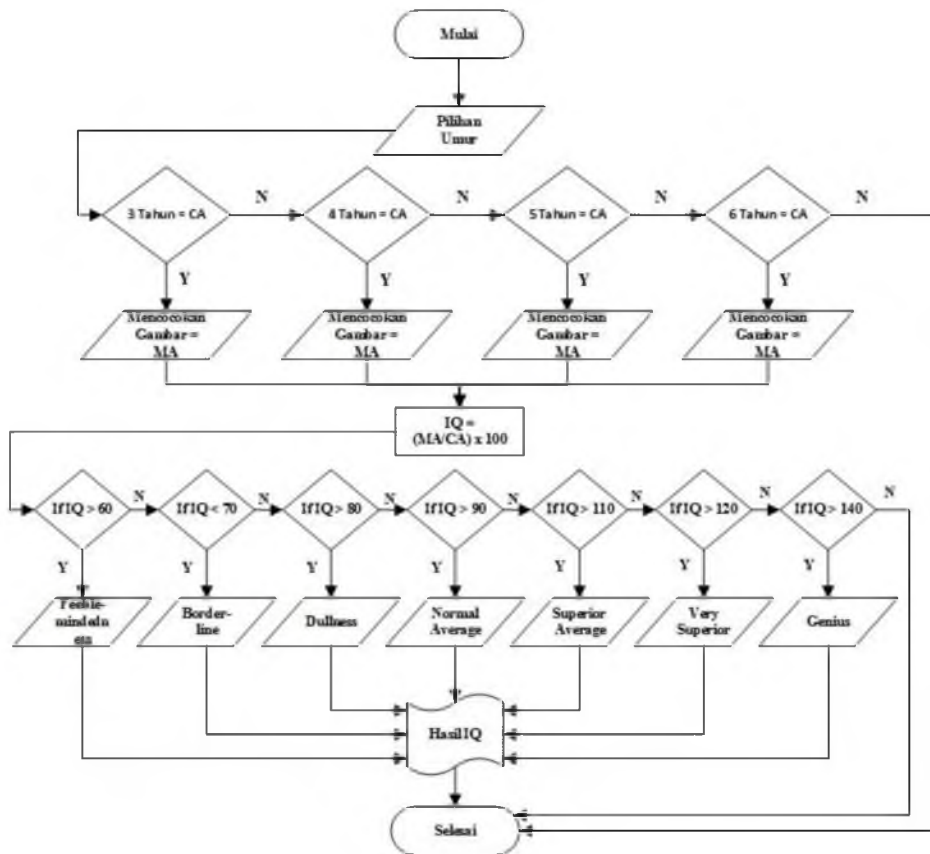 Mulai
Pilihan
Umur
3 Tahun = CA
N
4 Tahun = CA
N
5 Tahun = CA
N
6 Tahun = CA
N
Y
Y
Y
Y
Mencocokan
Gambar =
MA
Mencocokan
Gambar =
MA
Mencocokan
Gambar =
MA
Mencocokan
Gambar =
MA
IQ =
(MA/CA) x 100
If IQ > 60
N
If IQ < 70
N
If IQ > 80
N
If IQ > 90
N
If IQ > 110
N
If IQ > 120
N
If IQ > 140
N
Y
Y
Y
Y
Y
Y
Y
Feeble-
mindedn
ess
Border-
line
Dullness
Normal
Average
Superior
Average
Very
Superior
Genius
Hasil IQ
Selesai